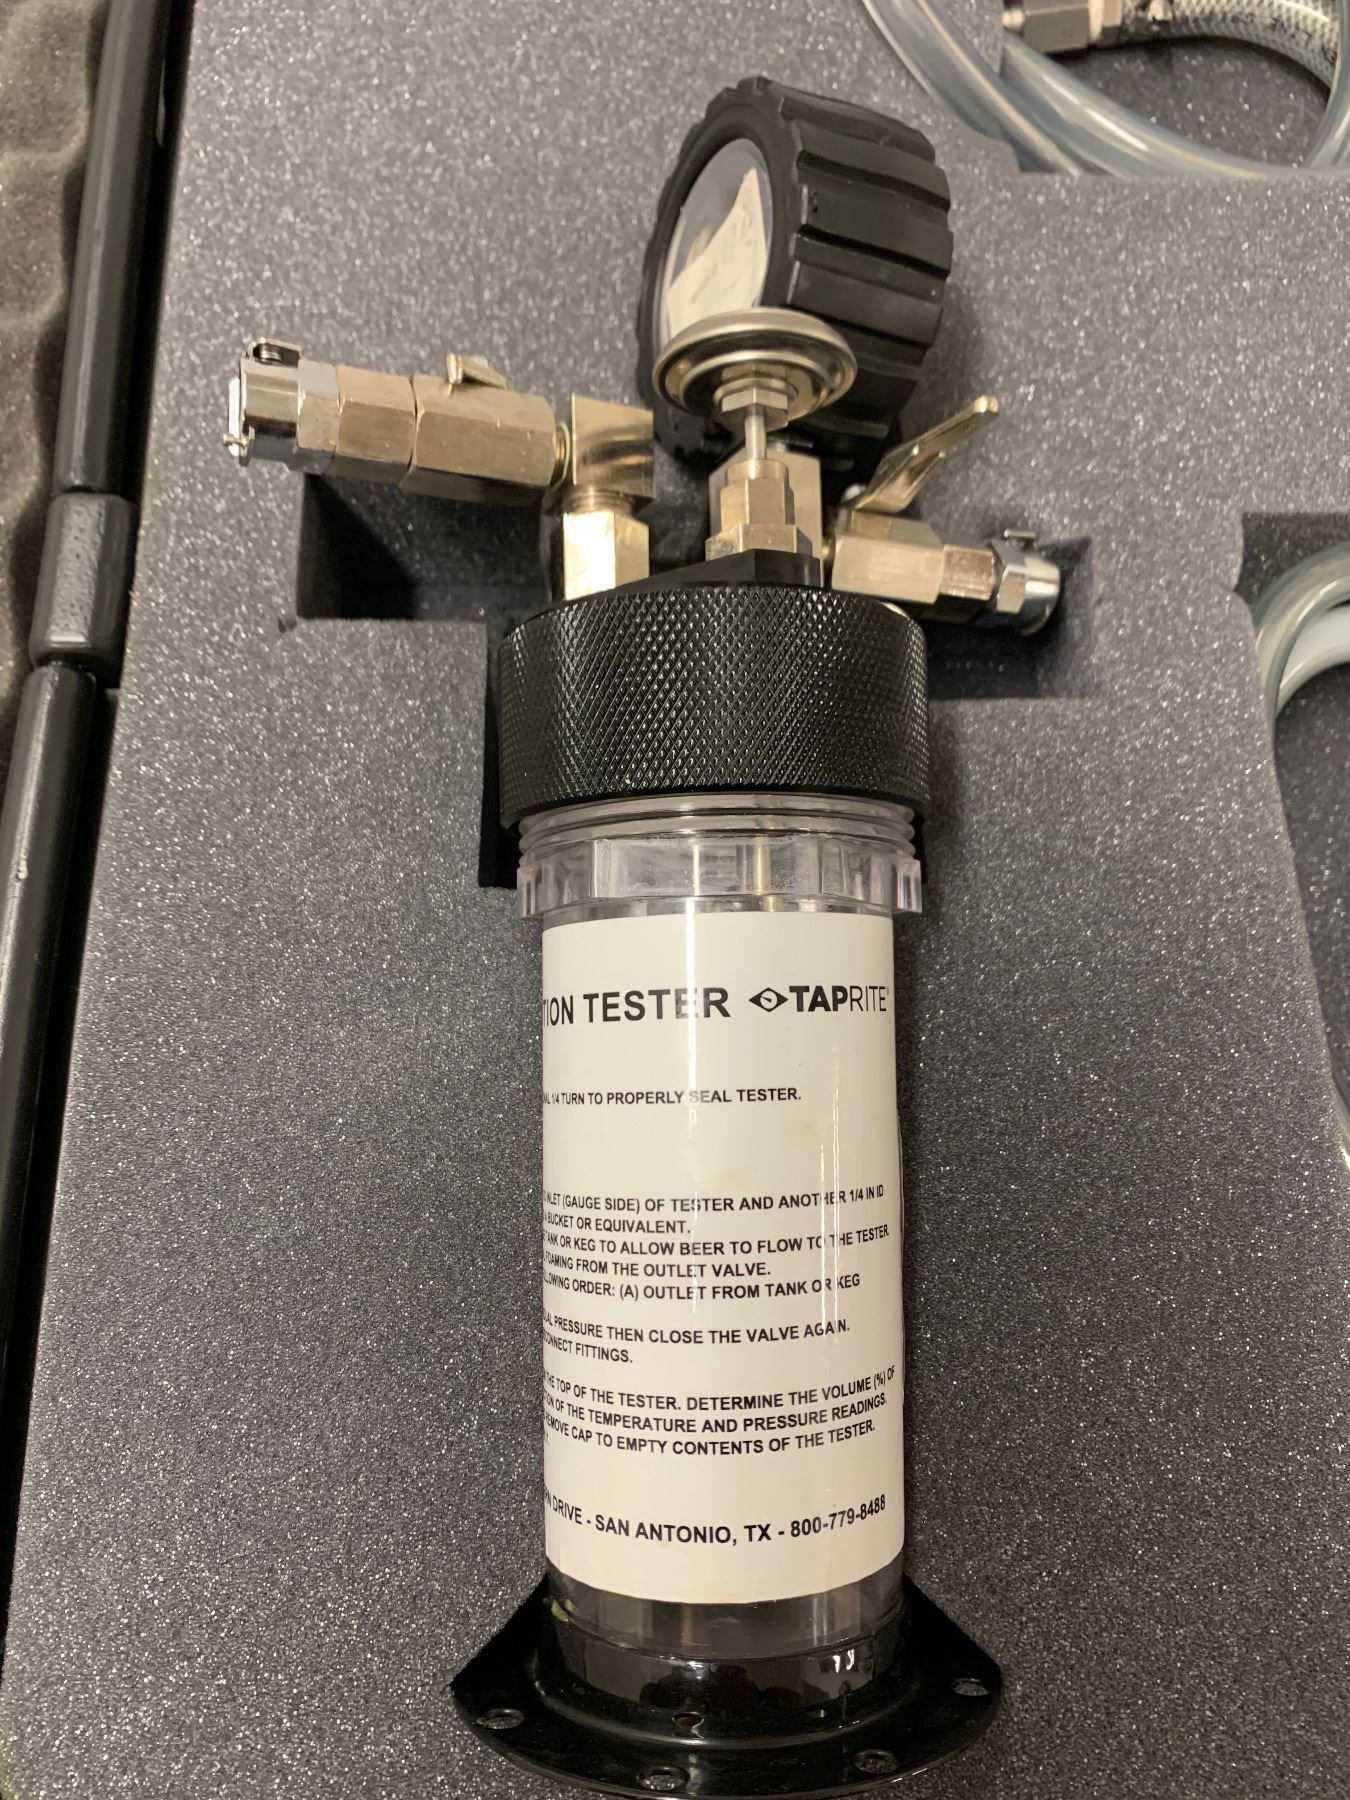 TION TESTER TAPRITE
1/4 TURN TO PROPERLY SEAL TESTER.
INLET (GAUGE SIDE) OF TESTER AND ANOTHER 1/4 IN ID
BUCKET OR EQUIVALENT.
TANK OR KEG TO ALLOW BEER TO FLOW TO THE TESTER.
FOAMING FROM THE OUTLET VALVE.
LLOWING ORDER: (A) OUTLET FROM TANK OR KEG
PRESSURE THEN CLOSE THE VALVE AGAIN.
CONNECT FITTINGS.
THE TOP OF THE TESTER. DETERMINE THE VOLUME (%) OF
TION OF THE TEMPERATURE AND PRESSURE READINGS.
REMOVE CAP TO EMPTY CONTENTS OF THE TESTER.
DRIVE - SAN ANTONIO, TX - 800-779-8488